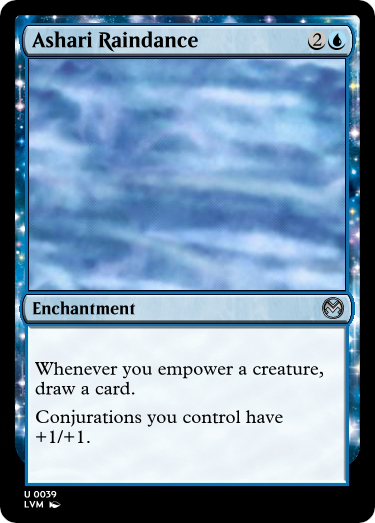 Ashari Raindance 2
Enchantment
Whenever you empower a creature,
draw a card.
Conjurations you control have
+1/+1.
U 0039
LVM